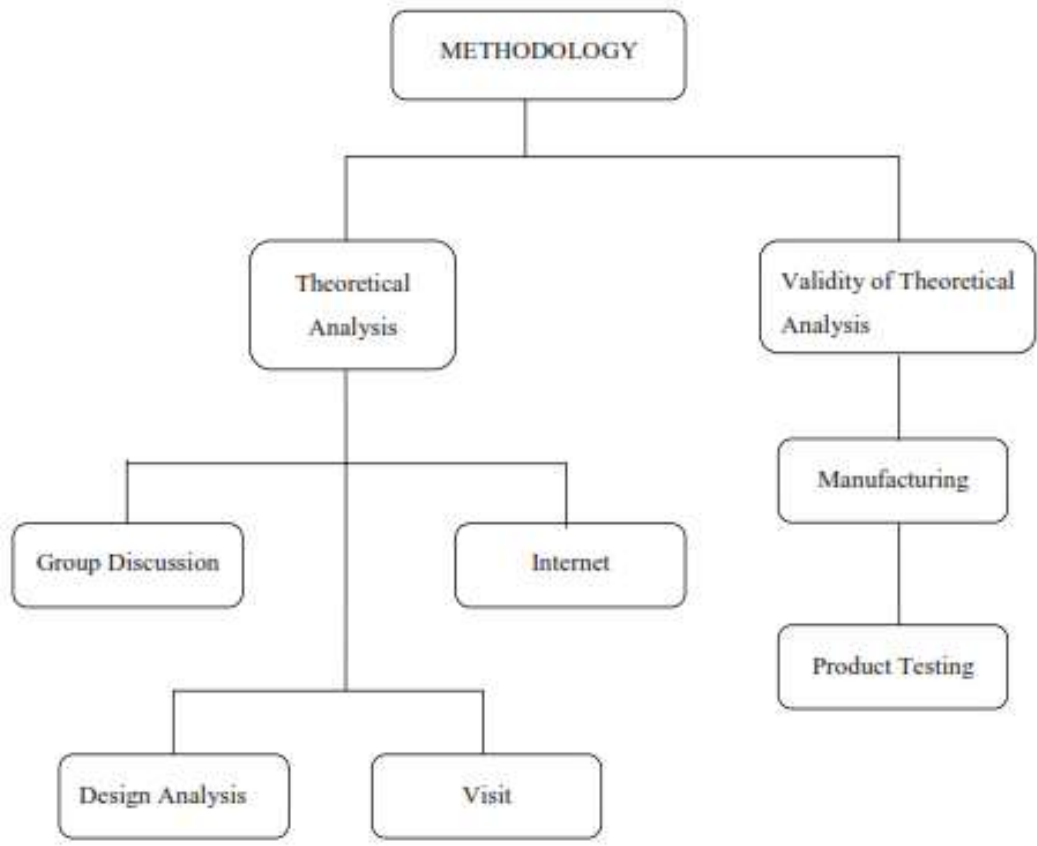 METHODOLOGY
Theoretical
Analysis
Validity of Theoretical
Analysis
Manufacturing
Group Discussion
Internet
Product Testing
Design Analysis
Visit